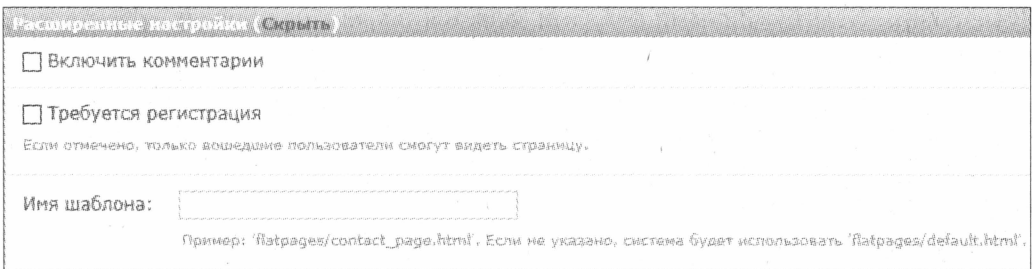 Расширенные настройки (Скрыть)
Включить комментарии
Требуется регистрация
Если отмечено, только вошедшие пользователи смогут видеть страницу.
Имя шаблона:
Пример: 'flatpages/contact_page.html'. Если не указано, система будет использовать 'flatpages/default.html'.